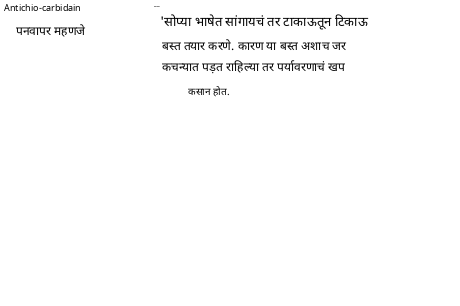 Antichio-carbidain
पनवापर महणजे
'सोप्या भाषेत सांगायचं तर टाकाऊतून टिकाऊ
बस्त तयार करणे. कारण या बस्त अशाच जर
कचन्यात पड़त राहिल्या तर पर्यावरणाचं खप
कसान होत.